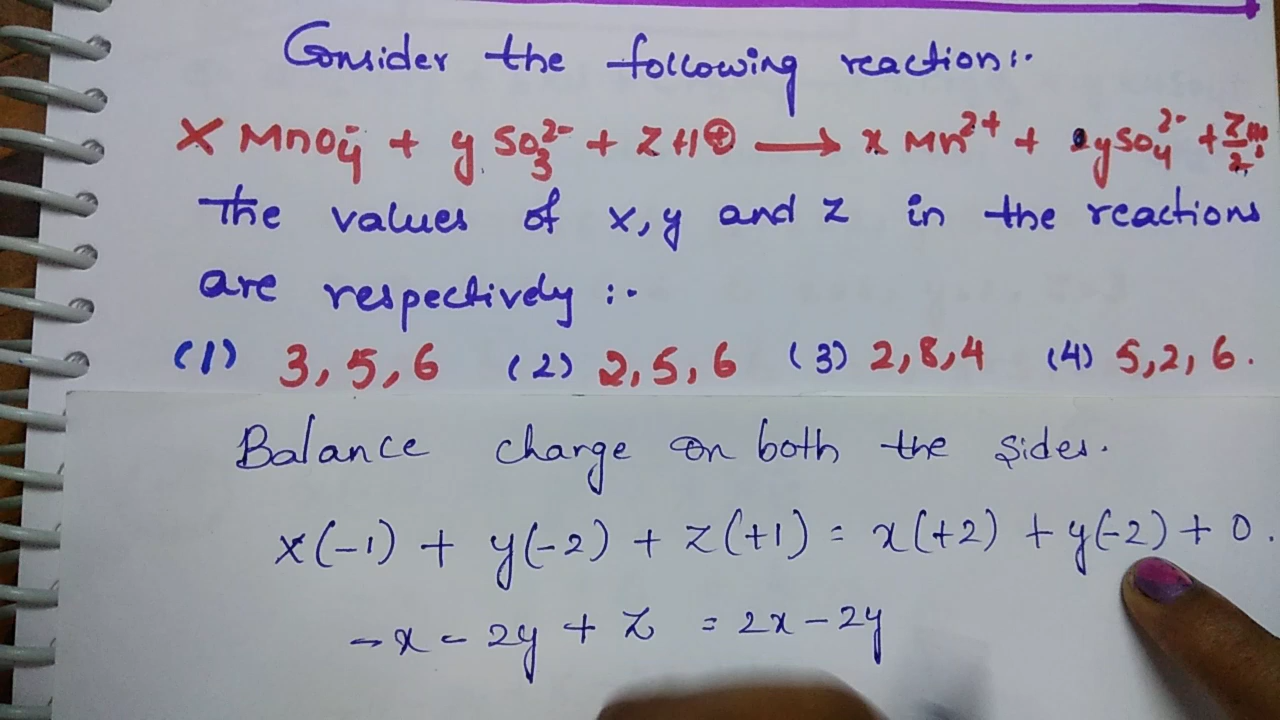 Consider the following reaction:-
x MnO₄⁻ + y SO₃²⁻ + z H⊕ → x Mn²⁺ + y SO₄²⁻ + z/2 H₂O
The values of x, y and z in the reactions
are respectively :-
(1) 3, 5, 6 (2) 2, 5, 6 (3) 2, 8, 4 (4) 5, 2, 6.
Balance charge on both the sides.
x(-1) + y(-2) + z(+1) = x(+2) + y(-2) + 0.
-x - 2y + z = 2x - 2y